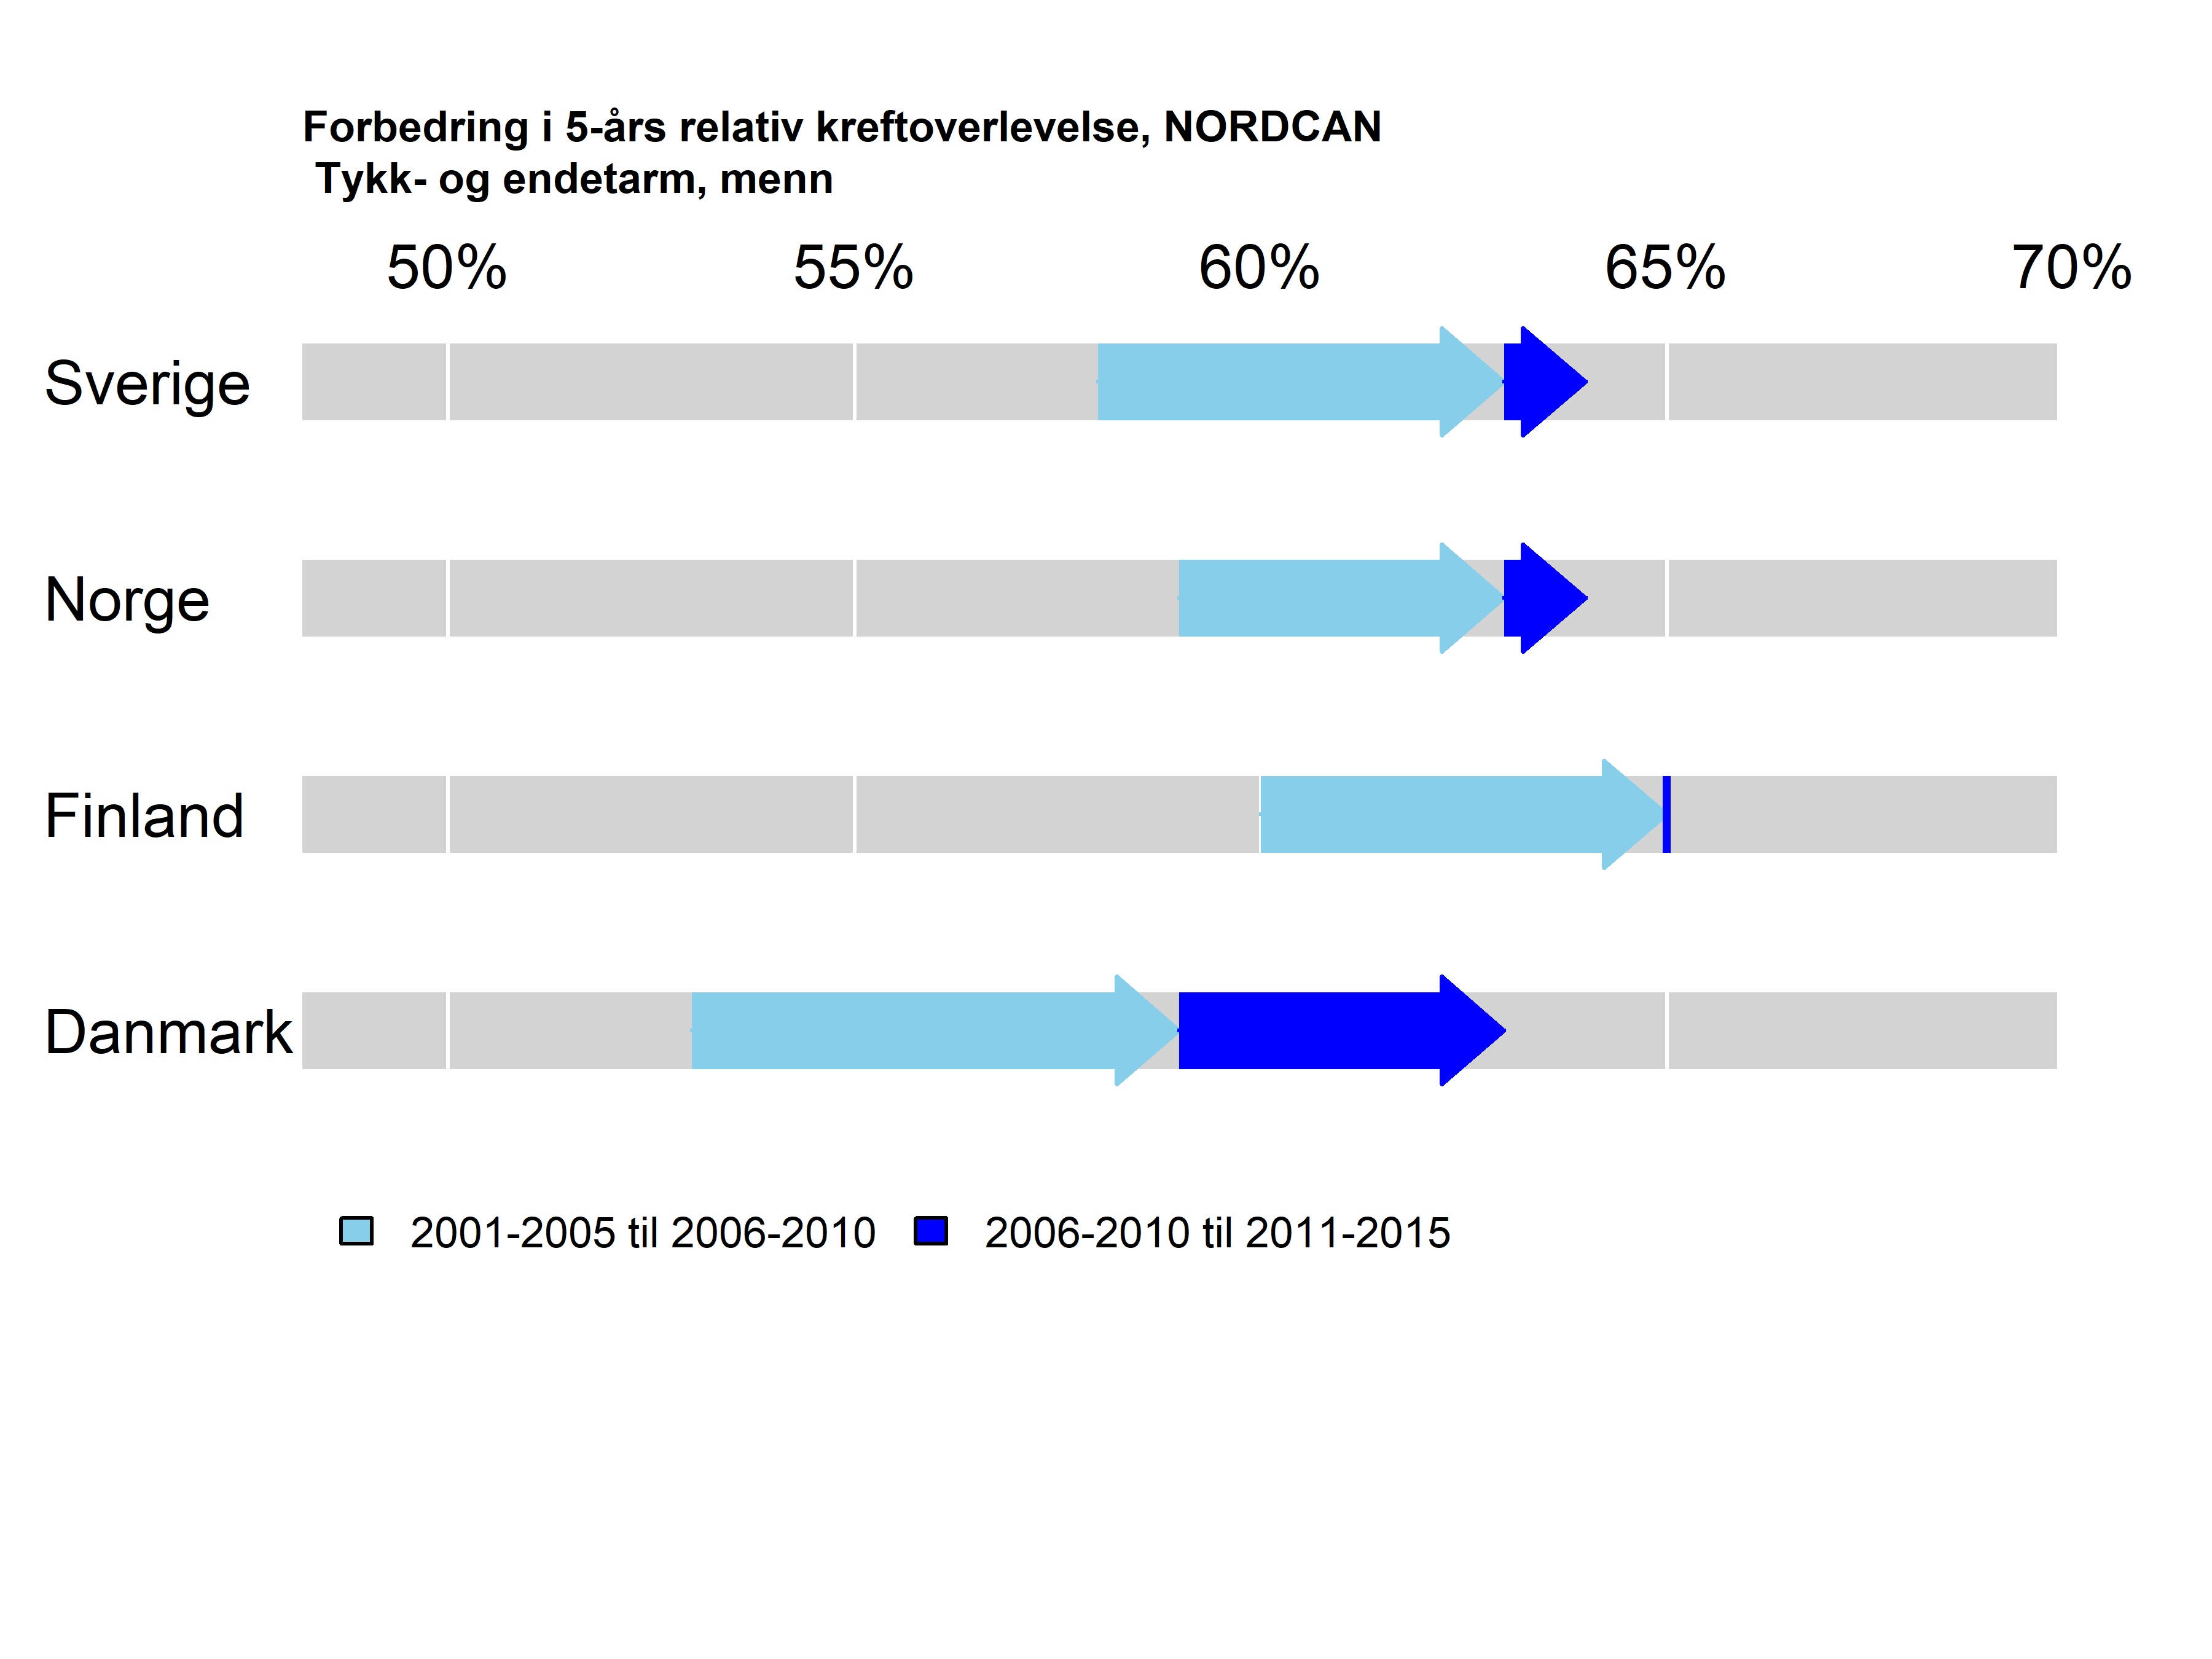 Forbedring i 5-års relativ kreftoverlevelse, NORDCAN
Tykk- og endetarm, menn
50% 55% 60% 65% 70%
Sverige
Norge
Finland
Danmark
2001-2005 til 2006-2010 2006-2010 til 2011-2015